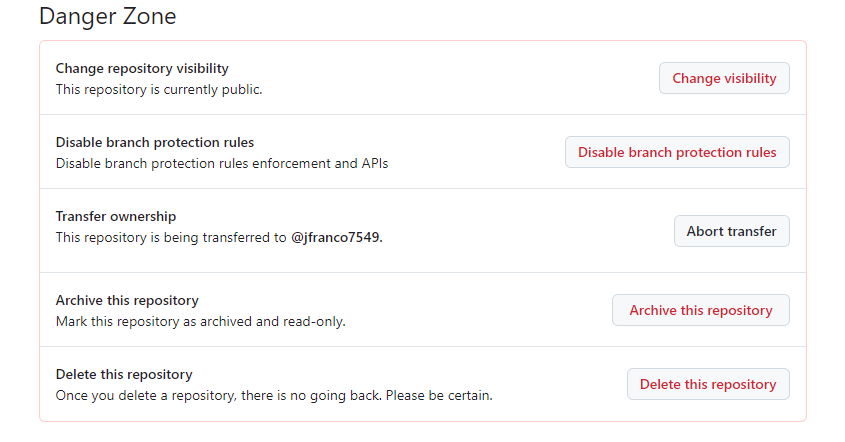 Danger Zone
Change repository visibility
This repository is currently public.
Change visibility
Disable branch protection rules
Disable branch protection rules enforcement and APIs
Disable branch protection rules
Transfer ownership
This repository is being transferred to @jfranco7549.
Abort transfer
Archive this repository
Mark this repository as archived and read-only.
Archive this repository
Delete this repository
Once you delete a repository, there is no going back. Please be certain.
Delete this repository